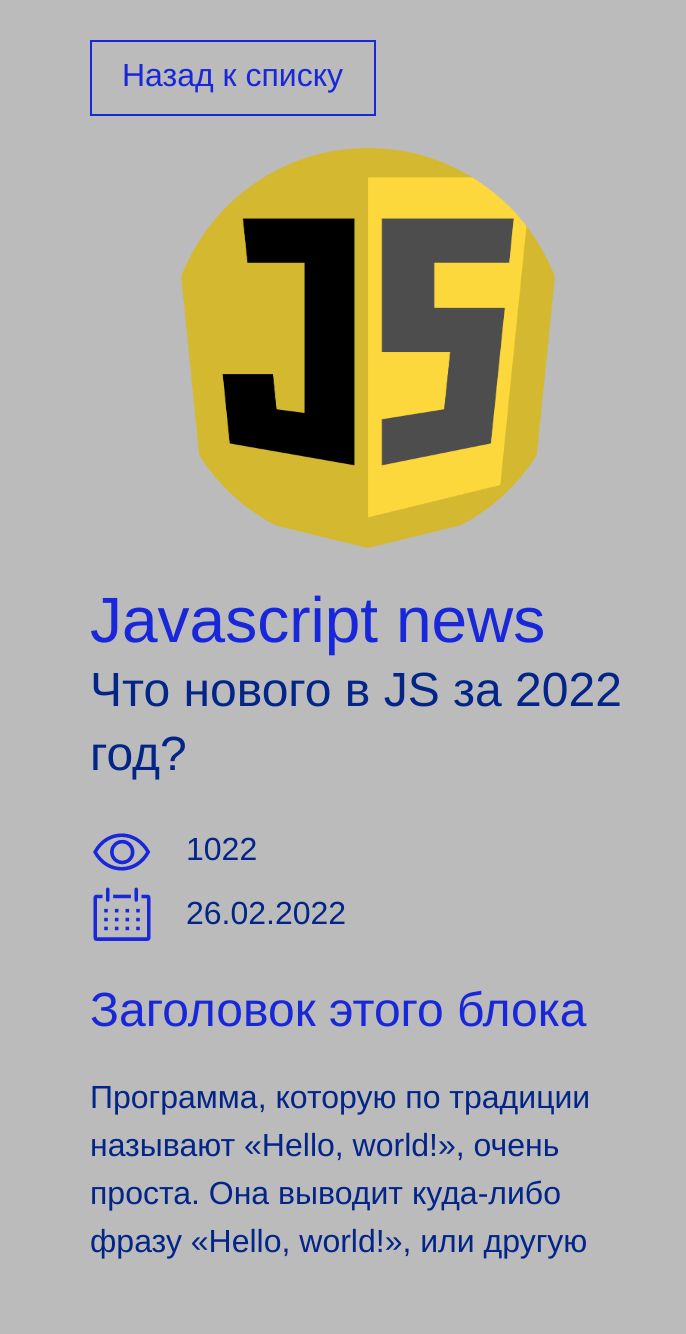 Назад к списку
JS
Javascript news
Что нового в JS за 2022
год?
1022
26.02.2022
Заголовок этого блока
Программа, которую по традиции
называют «Hello, world!», очень
проста. Она выводит куда-либо
фразу «Hello, world!», или другую